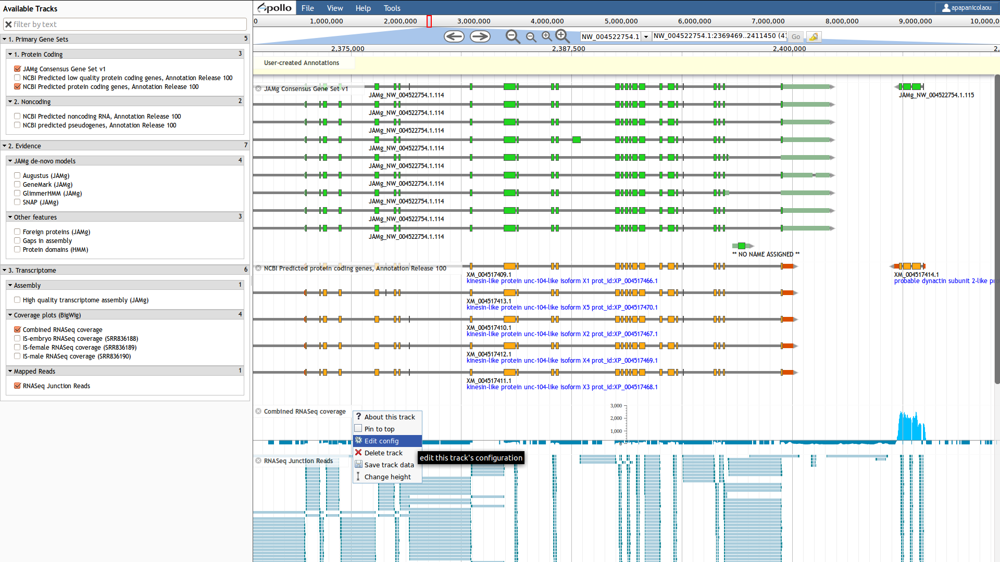 Available Tracks
filter by text
1. Primary Gene Sets 5
1. Protein Coding 3
JAMg Consensus Gene Set v1
NCBI Predicted low quality protein coding genes, Annotation Release 100
NCBI Predicted protein coding genes, Annotation Release 100
2. Noncoding 2
NCBI Predicted noncoding RNA, Annotation Release 100
NCBI predicted pseudogenes, Annotation Release 100
2. Evidence 7
JAMg de-novo models 4
Augustus (JAMg)
GeneMark (JAMg)
GlimmerHMM (JAMg)
SNAP (JAMg)
Other features 3
Foreign proteins (JAMg)
Gaps in assembly
Protein domains (HMM)
3. Transcriptome 6
Assembly 1
High quality transcriptome assembly (JAMg)
Coverage plots (BigWig) 4
Combined RNASeq coverage
IS-embryo RNASeq coverage (SRR836188)
IS-female RNASeq coverage (SRR836189)
IS-male RNASeq coverage (SRR836190)
Mapped Reads 1
RNASeq Junction Reads
Apollo File View Help Tools apapanicolaou
0 1,000,000 2,000,000 3,000,000 4,000,000 5,000,000 6,000,000 7,000,000 8,000,000 9,000,000 10,000,0
NW_004522754.1 NW_004522754.1:2369469..2411450 (41 Go
2,375,000 2,387,500 2,400,000 2,
User-created Annotations
JAMg Consensus Gene Set v1
JAMg_NW_004522754.1.114 JAMg_NW_004522754.1.115
JAMg_NW_004522754.1.114
JAMg_NW_004522754.1.114
JAMg_NW_004522754.1.114
JAMg_NW_004522754.1.114
JAMg_NW_004522754.1.114
JAMg_NW_004522754.1.114
JAMg_NW_004522754.1.114
JAMg_NW_004522754.1.114
** NO NAME ASSIGNED **
NCBI Predicted protein coding genes, Annotation Release 100
XM_004517409.1 XM_004517414.1
kinesin-like protein unc-104-like isoform X1 prot_id:XP_004517466.1 probable dynactin subunit 2-like pr
XM_004517413.1
kinesin-like protein unc-104-like isoform X5 prot_id:XP_004517470.1
XM_004517410.1
kinesin-like protein unc-104-like isoform X2 prot_id:XP_004517467.1
XM_004517412.1
kinesin-like protein unc-104-like isoform X4 prot_id:XP_004517469.1
XM_004517411.1
kinesin-like protein unc-104-like isoform X3 prot_id:XP_004517468.1
Combined RNASeq coverage
3,000
2,000
1,000
0
About this track
Pin to top
Edit config
Delete track
Save track data
Change height
edit this track's configuration
RNASeq Junction Reads